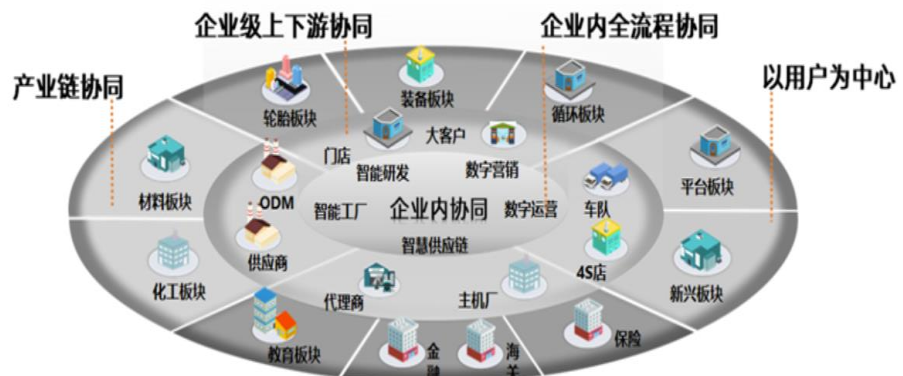 企业级上下游协同
企业内全流程协同
产业链协同
以用户为中心
轮胎板块
装备板块
循环板块
门店
大客户
智能研发
数字营销
平台板块
材料板块
ODM
智能工厂
企业内协同
数字运营
车队
智慧供应链
供应商
4S店
化工板块
代理商
主机厂
新兴板块
教育板块
金融
海关
保险